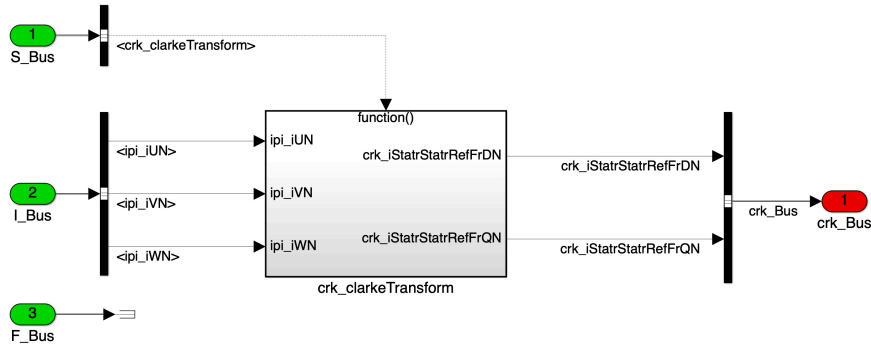 1
S_Bus
<crk_clarkeTransform>
function()
2
I_Bus
<ipi_iUN>
<ipi_iVN>
<ipi_iWN>
ipi_iUN
ipi_iVN
ipi_iWN
crk_iStatrStatrRefFrDN
crk_iStatrStatrRefFrQN
crk_clarkeTransform
crk_iStatrStatrRefFrDN
crk_iStatrStatrRefFrQN
crk_Bus
1
crk_Bus
3
F_Bus